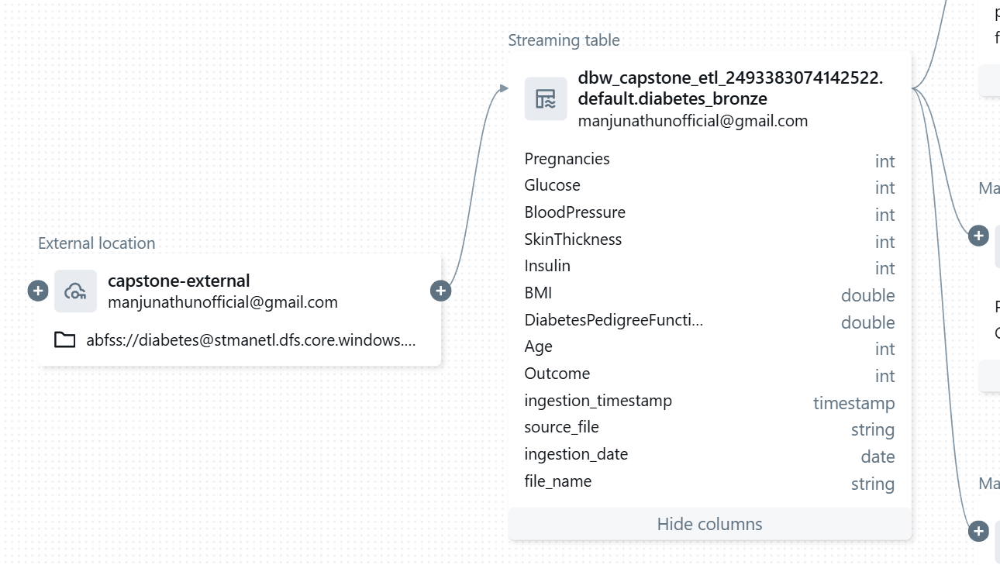 Streaming table
dbw_capstone_etl_2493383074142522.
default.diabetes_bronze
manjunathunofficial@gmail.com
Pregnancies int
Glucose int
BloodPressure int
SkinThickness int
Insulin int
BMI double
DiabetesPedigreeFuncti... double
Age int
Outcome int
ingestion_timestamp timestamp
source_file string
ingestion_date date
file_name string
Hide columns
External location
capstone-external
manjunathunofficial@gmail.com
abfss://diabetes@stmanetl.dfs.core.windows....
Ma
Ma